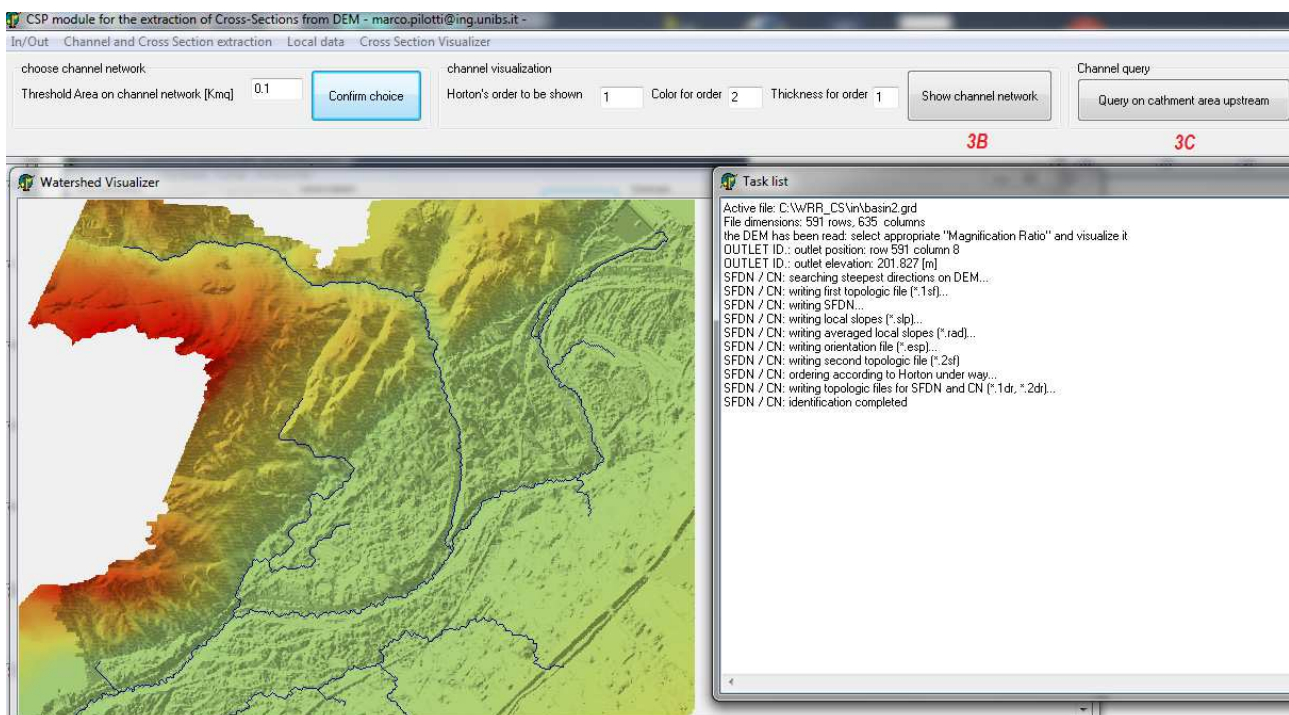 CSP module for the extraction of Cross-Sections from DEM - marco.pilotti@ing.unibs.it -
In/Out Channel and Cross Section extraction Local data Cross Section Visualizer
choose channel network
Threshold Area on channel network [Kmq] 0.1 Confirm choice
channel visualization
Horton's order to be shown 1 Color for order 2 Thickness for order 1 Show channel network
3B
Channel query
Query on cathment area upstream
3C
Watershed Visualizer
Task list
Active file: C:\WRR_CS\in\basin2.grd
File dimensions: 591 rows, 635 columns
the DEM has been read: select appropriate "Magnification Ratio" and visualize it
OUTLET ID.: outlet position: row 591 column 8
OUTLET ID.: outlet elevation: 201.827 [m]
SFDN / CN: searching steepest directions on DEM...
SFDN / CN: writing first topologic file (*.1sf)...
SFDN / CN: writing SFDN...
SFDN / CN: writing local slopes (*.slp)...
SFDN / CN: writing averaged local slopes (*.rad)...
SFDN / CN: writing orientation file (*.esp)...
SFDN / CN: writing second topologic file (*.2sf)
SFDN / CN: ordering according to Horton under way...
SFDN / CN: writing topologic files for SFDN and CN (*.1dr, *.2dr)...
SFDN / CN: identification completed